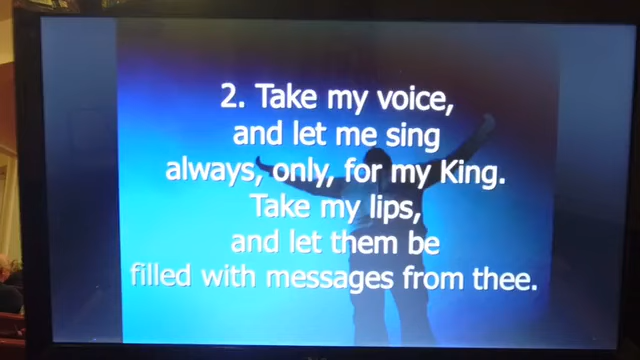 2. Take my voice,
and let me sing
always, only, for my King.
Take my lips,
and let them be
filled with messages from thee.